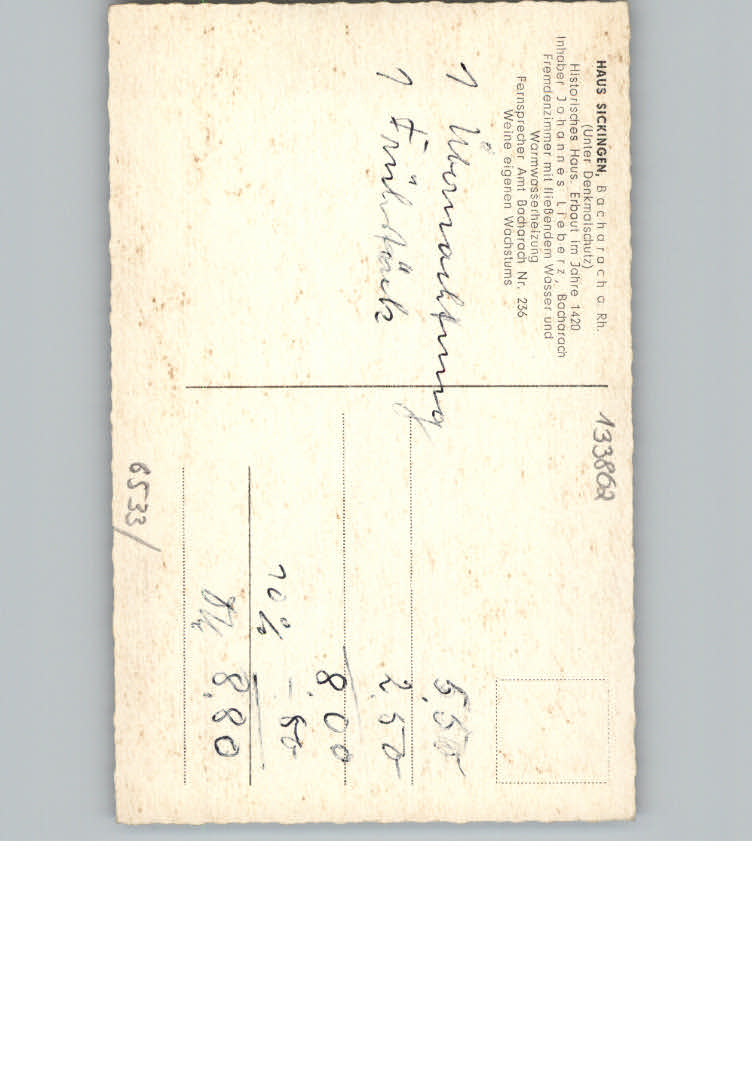 HAUS SICKINGEN, Bacharach a. Rh.
(Unter Denkmalschutz)
Historisches Haus. Erbaut im Jahre 1420
Inhaber Johannes Lieberz, Bacharach
Fremdenzimmer mit fließendem Wasser und
Warmwasserheizung
Fernsprecher Amt Bacharach Nr. 236
Weine eigenen Wachstums
133862
1 Übernachtung 5,50
1 Frühstück 2,50
8,00
10% -80
DM 8,80
6533/